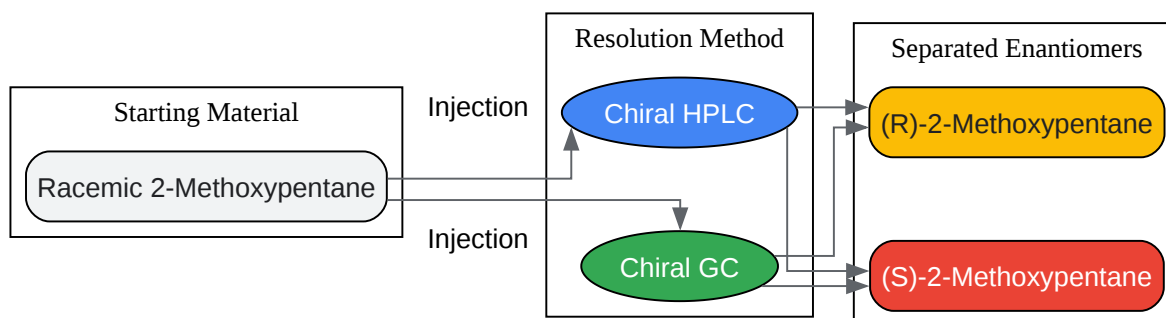 Starting Material
Racemic 2-Methoxypentane
Injection
Injection
Resolution Method
Chiral HPLC
Chiral GC
Separated Enantiomers
(R)-2-Methoxypentane
(S)-2-Methoxypentane